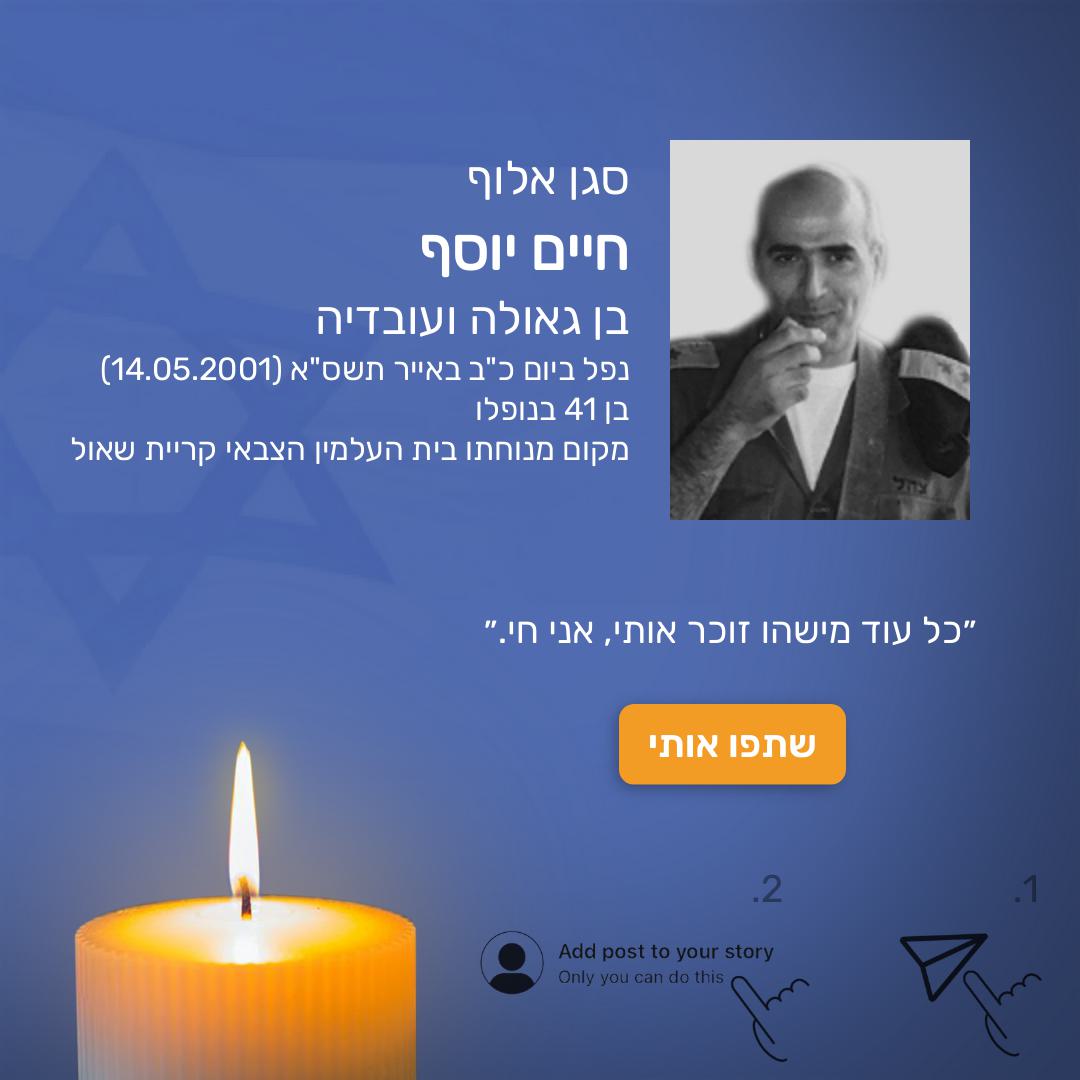 סגן אלוף
חיים יוסף
בן גאולה ועובדיה
נפל ביום כ"ב באייר תשס"א (14.05.2001)
בן 41 בנופלו
מקום מנוחתו בית העלמין הצבאי קריית שאול
צהל
״כל עוד מישהו זוכר אותי, אני חי.״
שתפו אותי
1.
2.
Add post to your story
Only you can do this